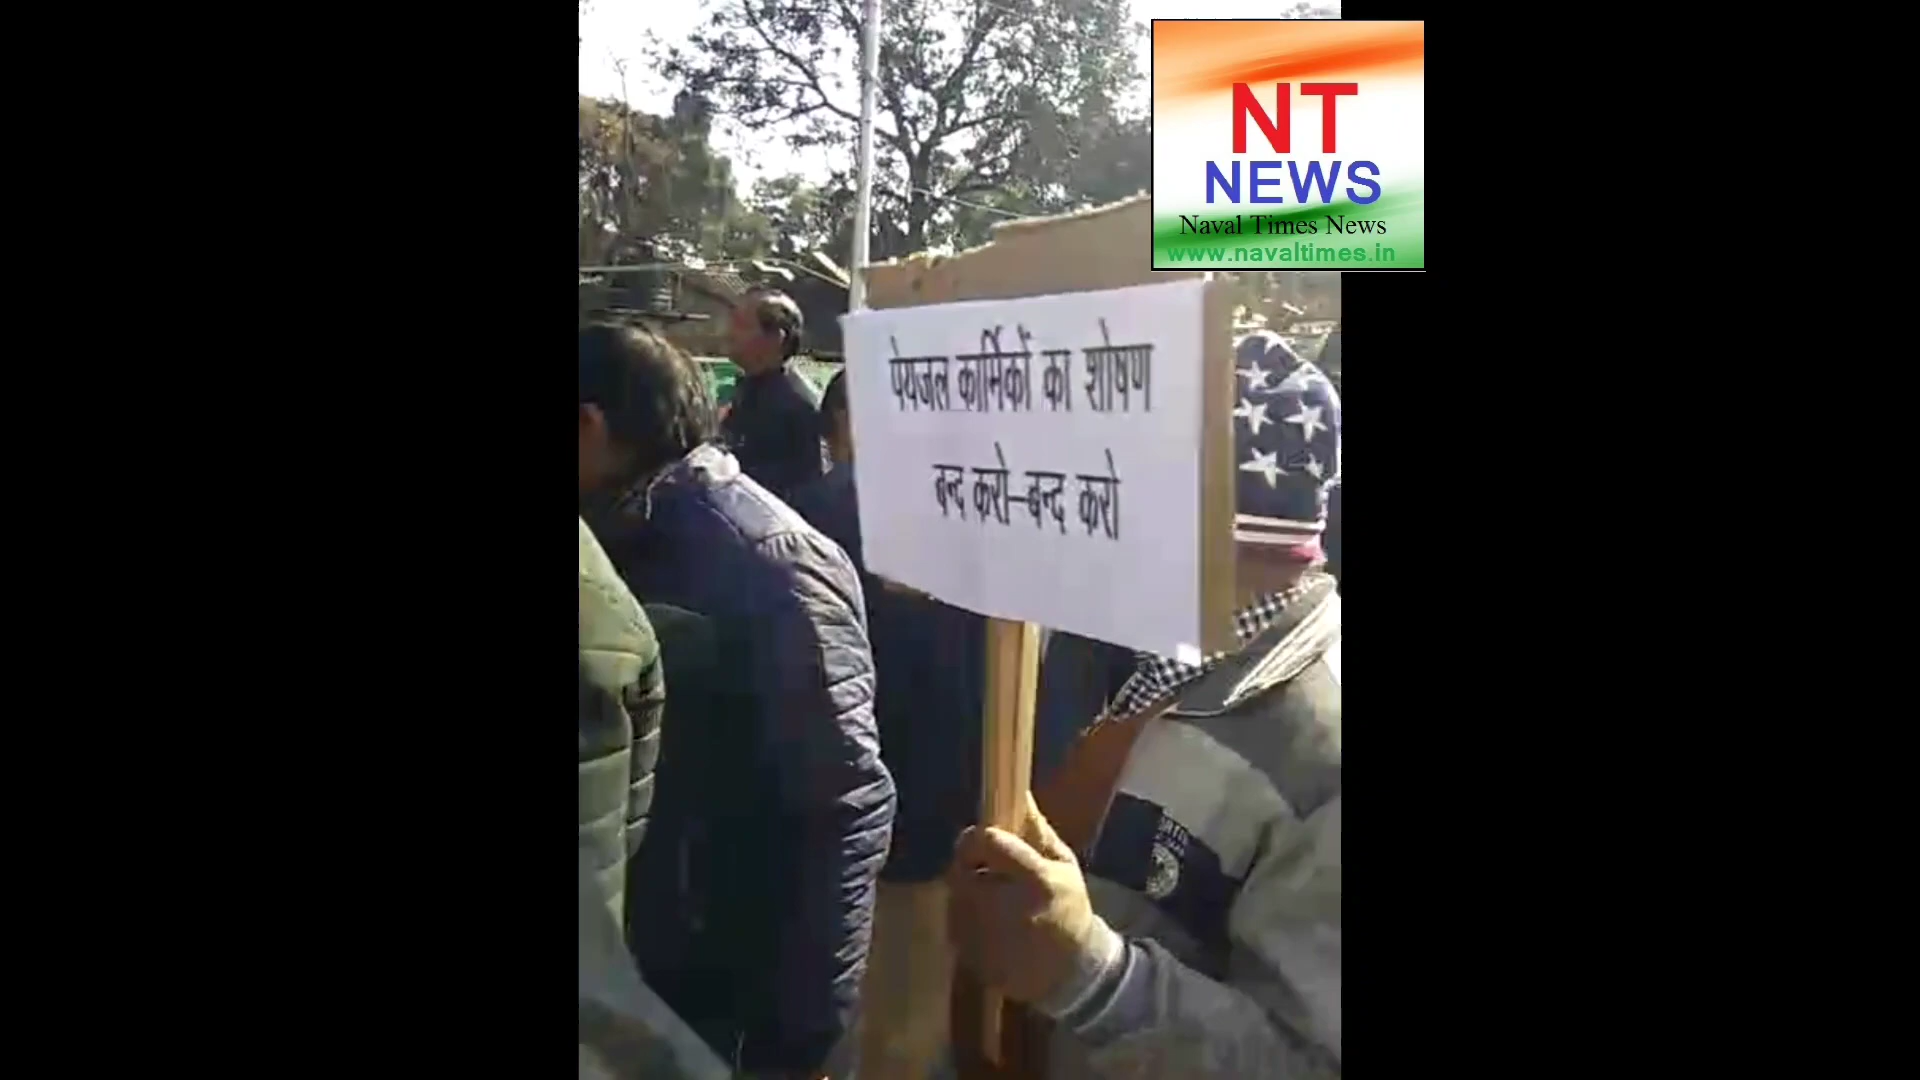 NT
NEWS
Naval Times News
www.navaltimes.in
पेयजल कार्मिकों का शोषण
बन्द करो-बन्द करो